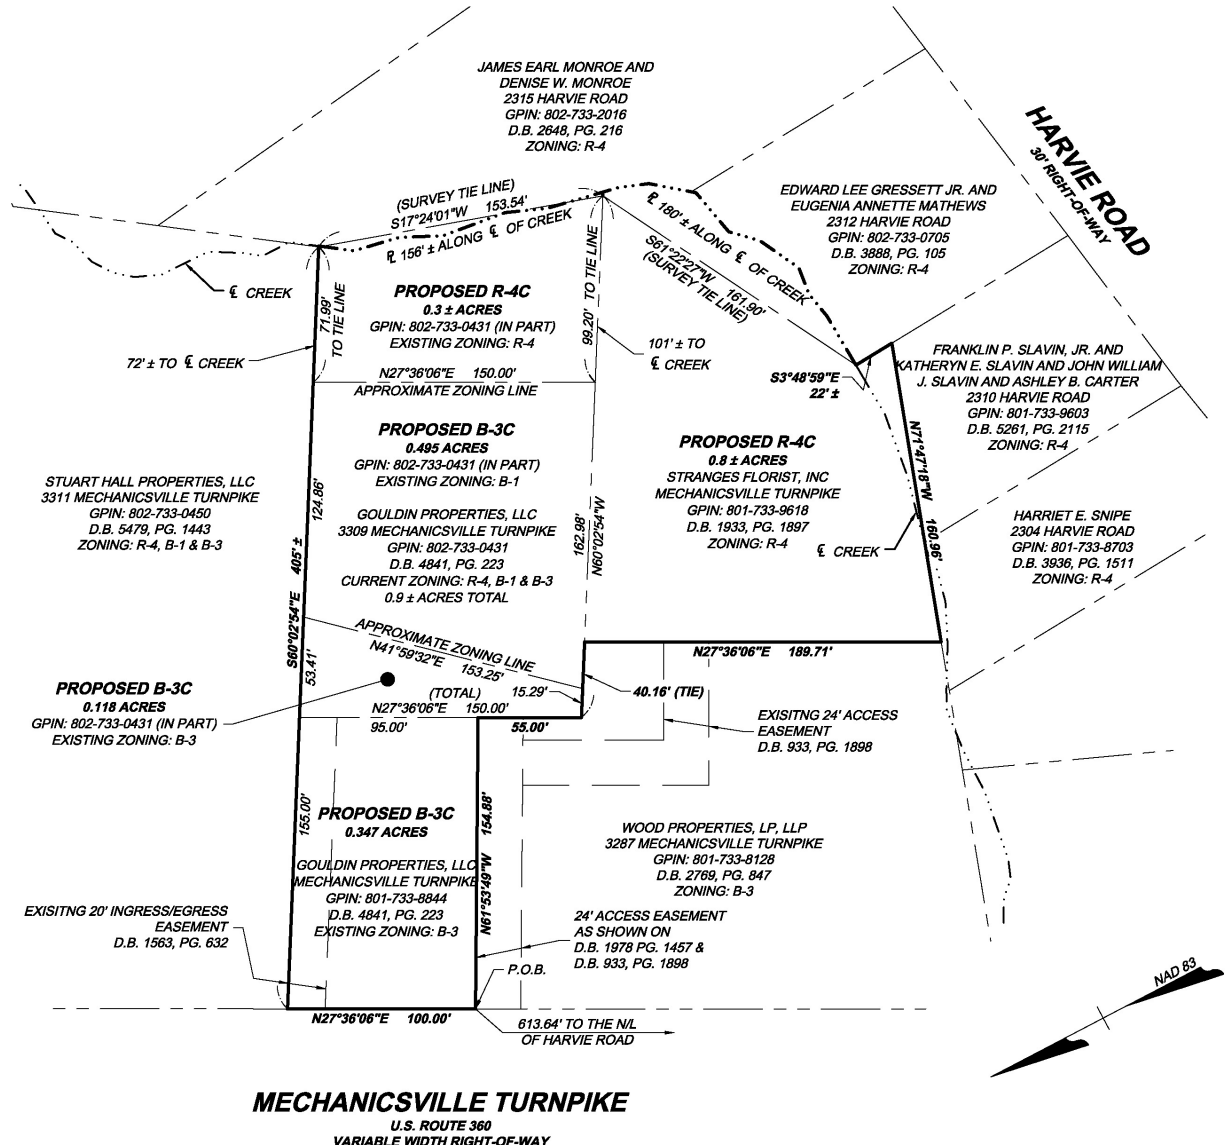 JAMES EARL MONROE AND
DENISE W. MONROE
2315 HARVIE ROAD
GPIN: 802-733-2016
D.B. 2648, PG. 216
ZONING: R-4
HARVIE ROAD
30' RIGHT-OF-WAY
EDWARD LEE GRESSETT JR. AND
EUGENIA ANNETTE MATHEWS
2312 HARVIE ROAD
GPIN: 802-733-0705
D.B. 3888, PG. 105
ZONING: R-4
(SURVEY TIE LINE)
S17°24'01"W 153.54'
℄ CREEK
PL 156' ± ALONG ℄ OF CREEK
PL 180' ± ALONG ℄ OF CREEK
S61°22'27"W 161.90'
(SURVEY TIE LINE)
71.99'
TO TIE LINE
99.20' TO TIE LINE
PROPOSED R-4C
0.3 ± ACRES
GPIN: 802-733-0431 (IN PART)
EXISTING ZONING: R-4
72' ± TO ℄ CREEK
101' ± TO
℄ CREEK
N27°36'06"E 150.00'
APPROXIMATE ZONING LINE
S3°48'59"E
22' ±
FRANKLIN P. SLAVIN, JR. AND
KATHERYN E. SLAVIN AND JOHN WILLIAM
J. SLAVIN AND ASHLEY B. CARTER
2310 HARVIE ROAD
GPIN: 801-733-9603
D.B. 5261, PG. 2115
ZONING: R-4
PROPOSED B-3C
0.495 ACRES
GPIN: 802-733-0431 (IN PART)
EXISTING ZONING: B-1
GOULDIN PROPERTIES, LLC
3309 MECHANICSVILLE TURNPIKE
GPIN: 802-733-0431
D.B. 4841, PG. 223
CURRENT ZONING: R-4, B-1 & B-3
0.9 ± ACRES TOTAL
PROPOSED R-4C
0.8 ± ACRES
STRANGES FLORIST, INC
MECHANICSVILLE TURNPIKE
GPIN: 801-733-9618
D.B. 1933, PG. 1897
ZONING: R-4
N71°47'18"W 160.96'
℄ CREEK
STUART HALL PROPERTIES, LLC
3311 MECHANICSVILLE TURNPIKE
GPIN: 802-733-0450
D.B. 5479, PG. 1443
ZONING: R-4, B-1 & B-3
HARRIET E. SNIPE
2304 HARVIE ROAD
GPIN: 801-733-8703
D.B. 3936, PG. 1511
ZONING: R-4
124.86'
S60°02'54"E 405' ±
53.41'
162.98'
N60°02'54"W
APPROXIMATE ZONING LINE
N41°59'32"E 153.25'
N27°36'06"E 189.71'
PROPOSED B-3C
0.118 ACRES
GPIN: 802-733-0431 (IN PART)
EXISTING ZONING: B-3
(TOTAL)
N27°36'06"E 150.00'
95.00'
15.29'
40.16' (TIE)
55.00'
EXISITNG 24' ACCESS
EASEMENT
D.B. 933, PG. 1898
155.00'
PROPOSED B-3C
0.347 ACRES
GOULDIN PROPERTIES, LLC
MECHANICSVILLE TURNPIKE
GPIN: 801-733-8844
D.B. 4841, PG. 223
EXISTING ZONING: B-3
N61°53'49"W 154.88'
WOOD PROPERTIES, LP, LLP
3287 MECHANICSVILLE TURNPIKE
GPIN: 801-733-8128
D.B. 2769, PG. 847
ZONING: B-3
EXISITNG 20' INGRESS/EGRESS
EASEMENT
D.B. 1563, PG. 632
24' ACCESS EASEMENT
AS SHOWN ON
D.B. 1978 PG. 1457 &
D.B. 933, PG. 1898
P.O.B.
NAD 83
N27°36'06"E 100.00'
613.64' TO THE N/L
OF HARVIE ROAD
MECHANICSVILLE TURNPIKE
U.S. ROUTE 360
VARIABLE WIDTH RIGHT-OF-WAY